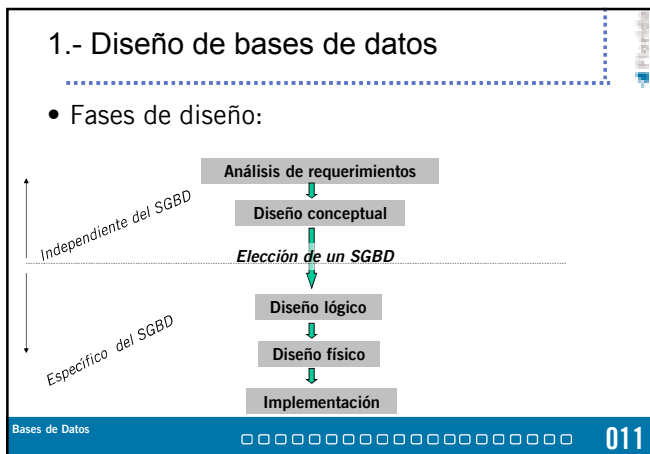 1.- Diseño de bases de datos
Florida
• Fases de diseño:
Análisis de requerimientos
Diseño conceptual
Independiente del SGBD
Elección de un SGBD
Diseño lógico
Específico del SGBD
Diseño físico
Implementación
Bases de Datos
011